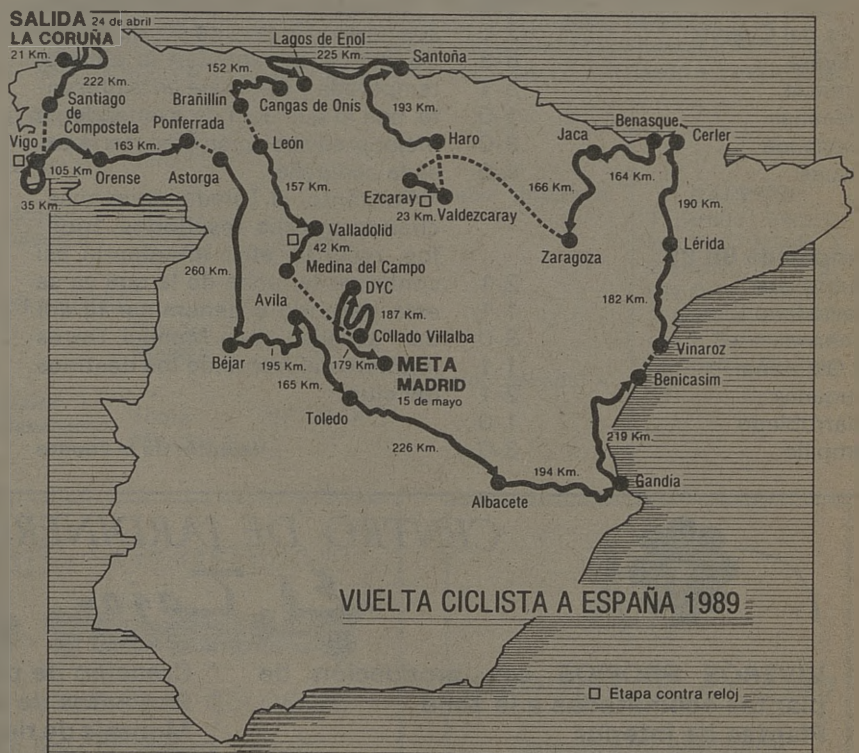 SALIDA 24 de abril
LA CORUÑA
21 Km.
222 Km.
Santiago
de
Compostela
Vigo
105 Km
35 Km.
Orense
163 Km.
Ponferrada
Astorga
260 Km.
Béjar
195 Km.
Avila
165 Km.
Toledo
226 Km.
Albacete
194 Km.
Gandía
219 Km.
Benicasim
Vinaroz
182 Km.
Lérida
190 Km.
Cerler
Benasque
164 Km.
Jaca
166 Km.
Zaragoza
Ezcaray
23 Km. Valdezcaray
Haro
193 Km.
Santoña
225 Km.
Lagos de Enol
Cangas de Onís
152 Km.
Brañillín
León
157 Km.
Valladolid
42 Km.
Medina del Campo
DYC
187 Km.
Collado Villalba
179 Km.
META
MADRID
15 de mayo
VUELTA CICLISTA A ESPAÑA 1989
Etapa contra reloj